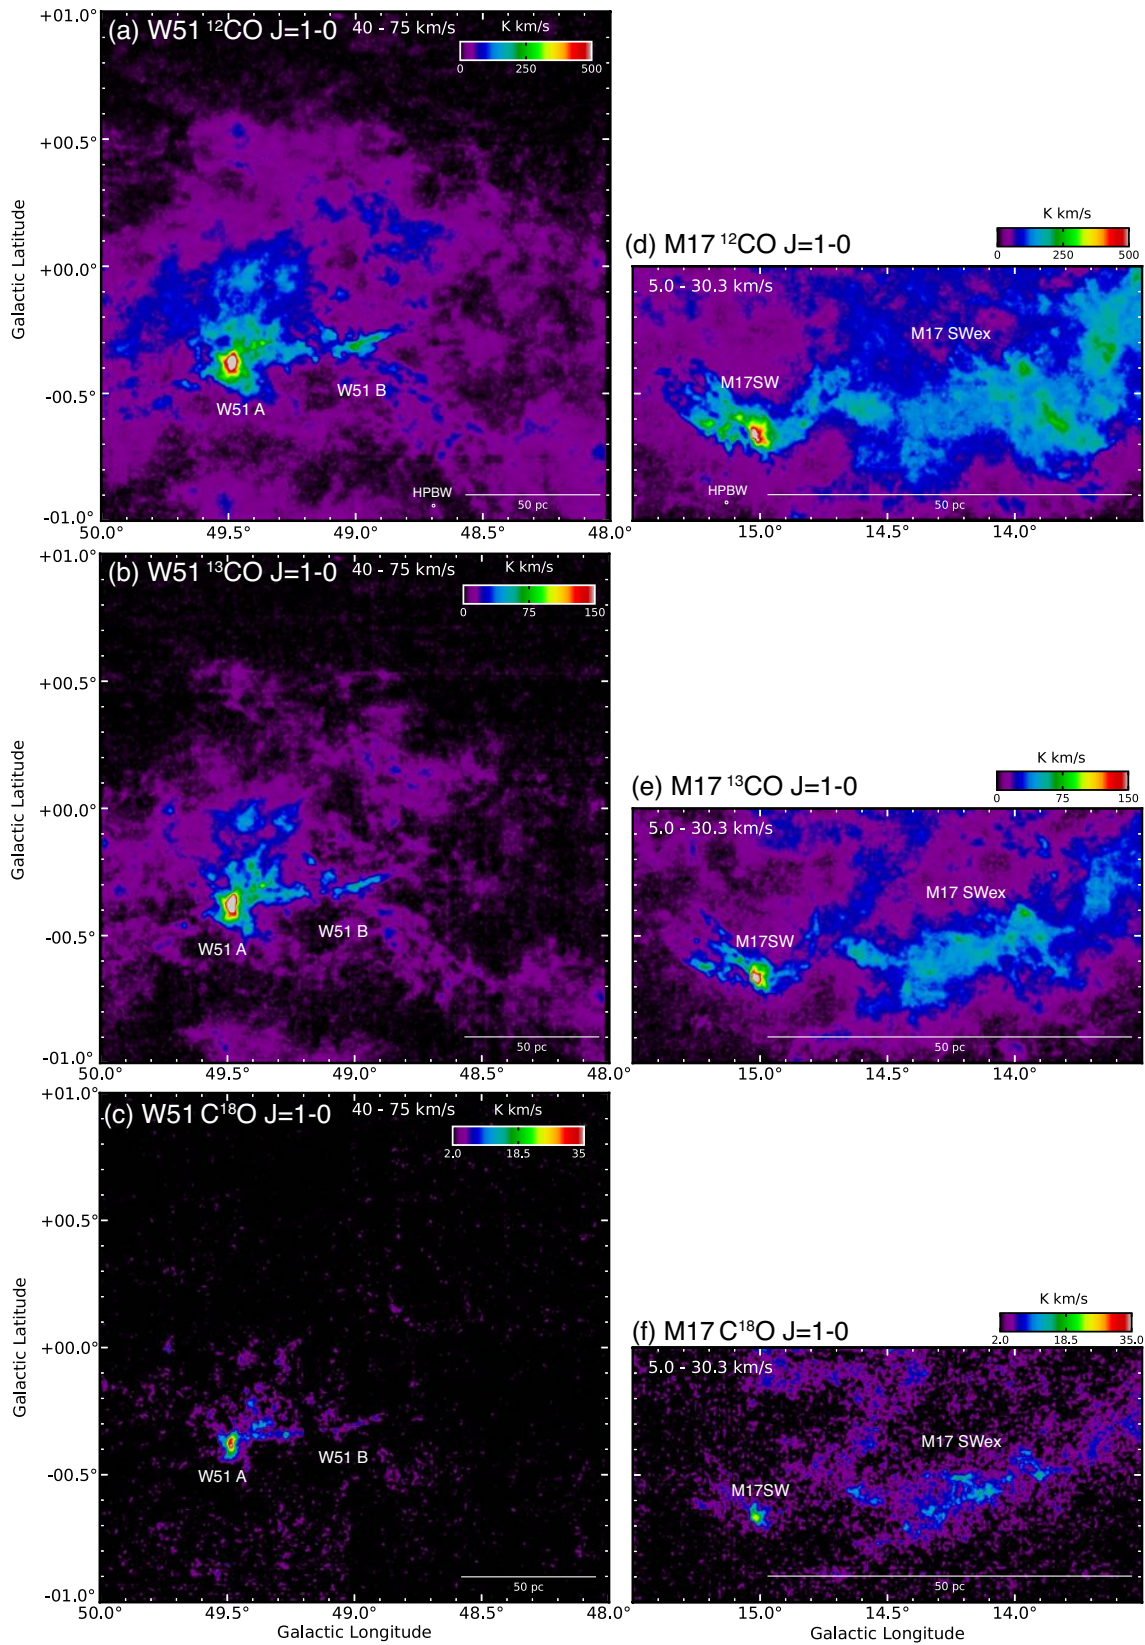 +01.0°
(a) W51 ¹²CO J=1-0 40 - 75 km/s K km/s
0 250 500
+00.5°
+00.0°
-00.5°
-01.0°
Galactic Latitude
W51 A
W51 B
HPBW
50 pc
50.0° 49.5° 49.0° 48.5° 48.0°
(d) M17 ¹²CO J=1-0
K km/s
0 250 500
5.0 - 30.3 km/s
M17 SWex
M17SW
HPBW
50 pc
15.0° 14.5° 14.0°
+01.0°
(b) W51 ¹³CO J=1-0 40 - 75 km/s K km/s
0 75 150
+00.5°
+00.0°
-00.5°
-01.0°
Galactic Latitude
W51 A
W51 B
50 pc
50.0° 49.5° 49.0° 48.5° 48.0°
(e) M17 ¹³CO J=1-0
K km/s
0 75 150
5.0 - 30.3 km/s
M17 SWex
M17SW
50 pc
15.0° 14.5° 14.0°
+01.0°
(c) W51 C¹⁸O J=1-0 40 - 75 km/s K km/s
2.0 18.5 35
+00.5°
+00.0°
-00.5°
-01.0°
Galactic Latitude
W51 A
W51 B
50 pc
50.0° 49.5° 49.0° 48.5° 48.0°
Galactic Longitude
(f) M17 C¹⁸O J=1-0
K km/s
2.0 18.5 35.0
5.0 - 30.3 km/s
M17 SWex
M17SW
50 pc
15.0° 14.5° 14.0°
Galactic Longitude